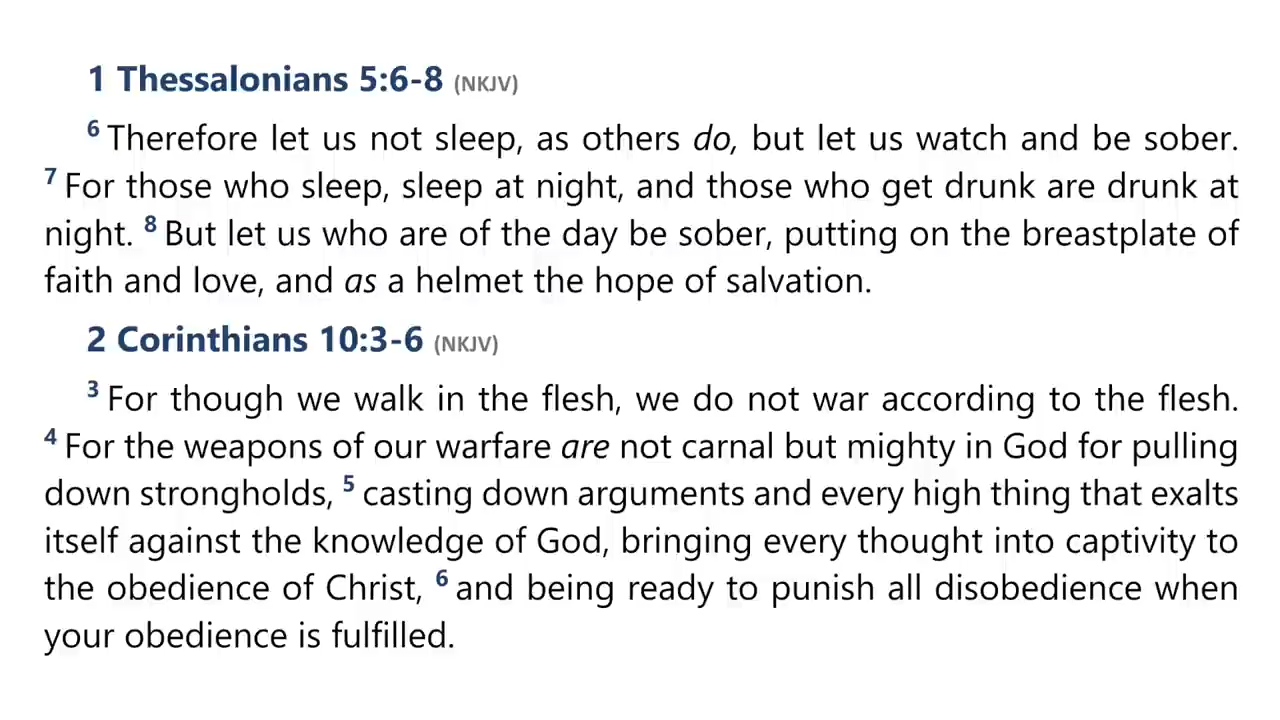 1 Thessalonians 5:6-8 (NKJV)
6 Therefore let us not sleep, as others do, but let us watch and be sober.
7 For those who sleep, sleep at night, and those who get drunk are drunk at
night. 8 But let us who are of the day be sober, putting on the breastplate of
faith and love, and as a helmet the hope of salvation.
2 Corinthians 10:3-6 (NKJV)
3 For though we walk in the flesh, we do not war according to the flesh.
4 For the weapons of our warfare are not carnal but mighty in God for pulling
down strongholds, 5 casting down arguments and every high thing that exalts
itself against the knowledge of God, bringing every thought into captivity to
the obedience of Christ, 6 and being ready to punish all disobedience when
your obedience is fulfilled.